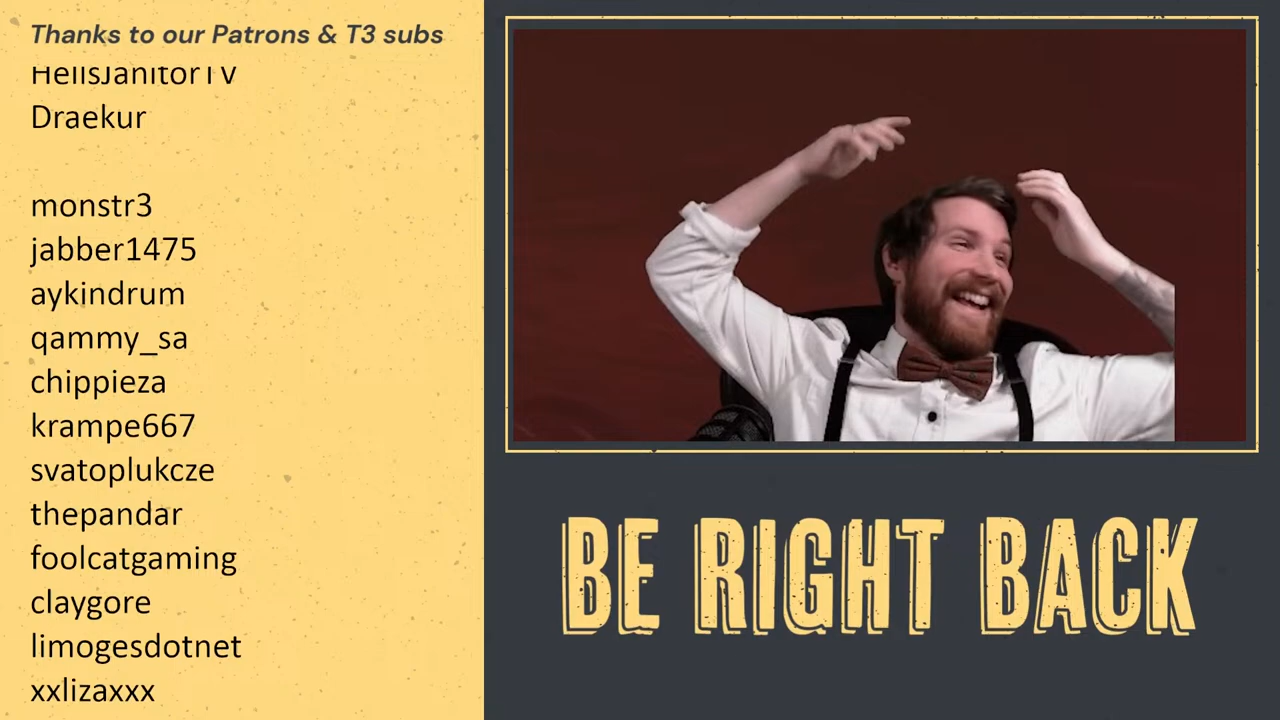 Thanks to our Patrons & T3 subs
HellsJanitorTV
Draekur
monstr3
jabber1475
aykindrum
qammy_sa
chippieza
krampe667
svatoplukcze
thepandar
foolcatgaming
claygore
limogesdotnet
xxlizaxxx
BE RIGHT BACK